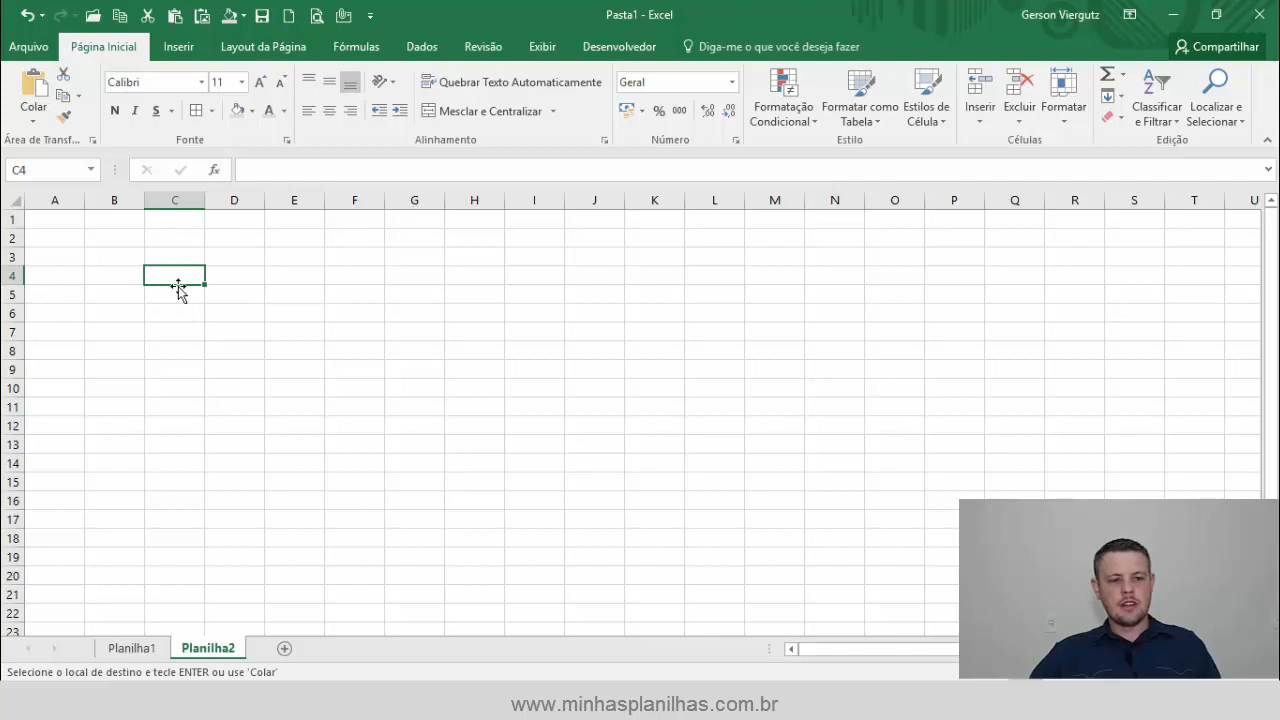 Pasta1 - Excel
Gerson Viergutz
Arquivo
Página Inicial
Inserir
Layout da Página
Fórmulas
Dados
Revisão
Exibir
Desenvolvedor
Diga-me o que você deseja fazer
Compartilhar
Colar
Calibri
11
N I S
Quebrar Texto Automaticamente
Mesclar e Centralizar
Geral
% 000
Formatação Condicional
Formatar como Tabela
Estilos de Célula
Inserir
Excluir
Formatar
Classificar e Filtrar
Localizar e Selecionar
Área de Transf...
Fonte
Alinhamento
Número
Estilo
Células
Edição
C4
fx
A B C D E F G H I J K L M N O P Q R S T U
1
2
3
4
5
6
7
8
9
10
11
12
13
14
15
16
17
18
19
20
21
22
23
Planilha1
Planilha2
Selecione o local de destino e tecle ENTER ou use 'Colar'
www.minhasplanilhas.com.br